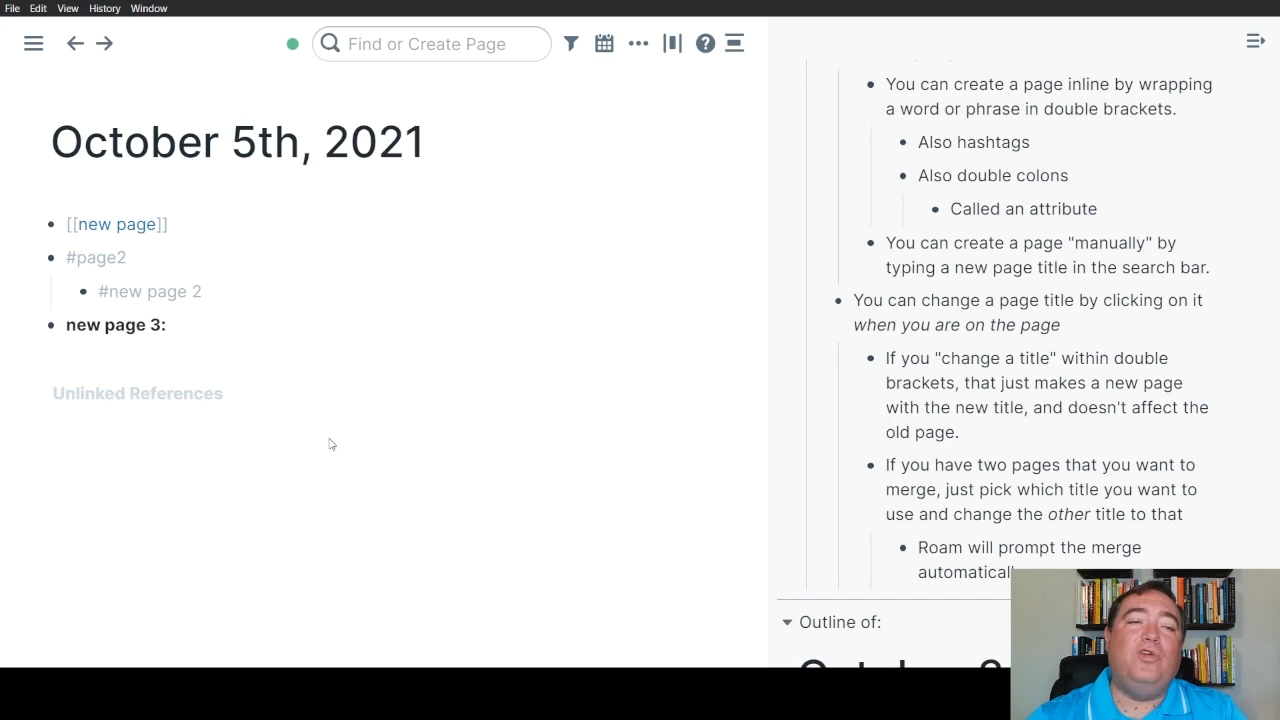 File Edit View History Window
Find or Create Page
October 5th, 2021
[[new page]]
#page2
#new page 2
new page 3:
Unlinked References
You can create a page inline by wrapping
a word or phrase in double brackets.
Also hashtags
Also double colons
Called an attribute
You can create a page "manually" by
typing a new page title in the search bar.
You can change a page title by clicking on it
when you are on the page
If you "change a title" within double
brackets, that just makes a new page
with the new title, and doesn't affect the
old page.
If you have two pages that you want to
merge, just pick which title you want to
use and change the other title to that
Roam will prompt the merge
Outline of: